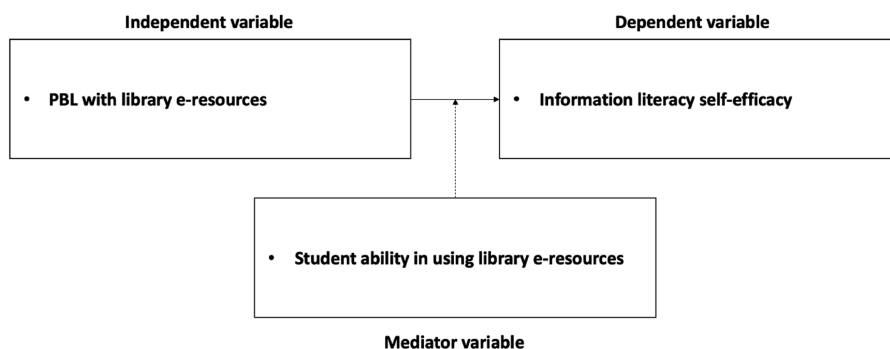 Independent variable
Dependent variable
• PBL with library e-resources
• Information literacy self-efficacy
• Student ability in using library e-resources
Mediator variable